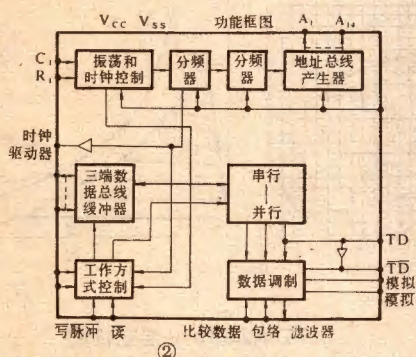 Vcc Vss 功能框图 A₁ A₁₄
C₁
R₁
振荡和
时钟控制
分频
器
分频
器
地址总线
产生器
时钟
驱动器
三端数
据总线
缓冲器
串行
并行
工作方
式控制
数据调制
TD
T̅D̅
模拟
模拟
写脉冲 读 比较数据 包络 滤波器
②